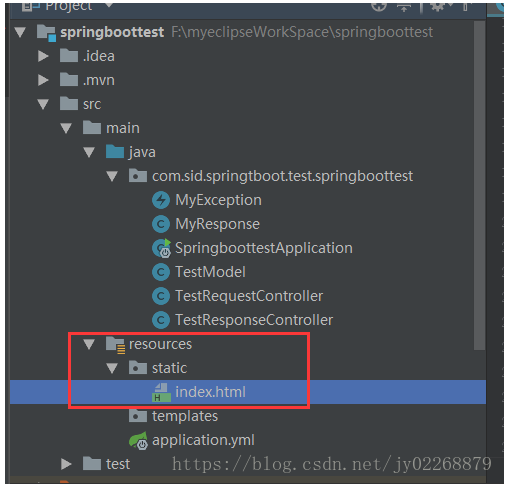 Project
springboottest F:\myeclipseWorkSpace\springboottest
.idea
.mvn
src
main
java
com.sid.springtboot.test.springboottest
MyException
MyResponse
SpringboottestApplication
TestModel
TestRequestController
TestResponseController
resources
static
index.html
templates
application.yml
test
https://blog.csdn.net/jy02268879